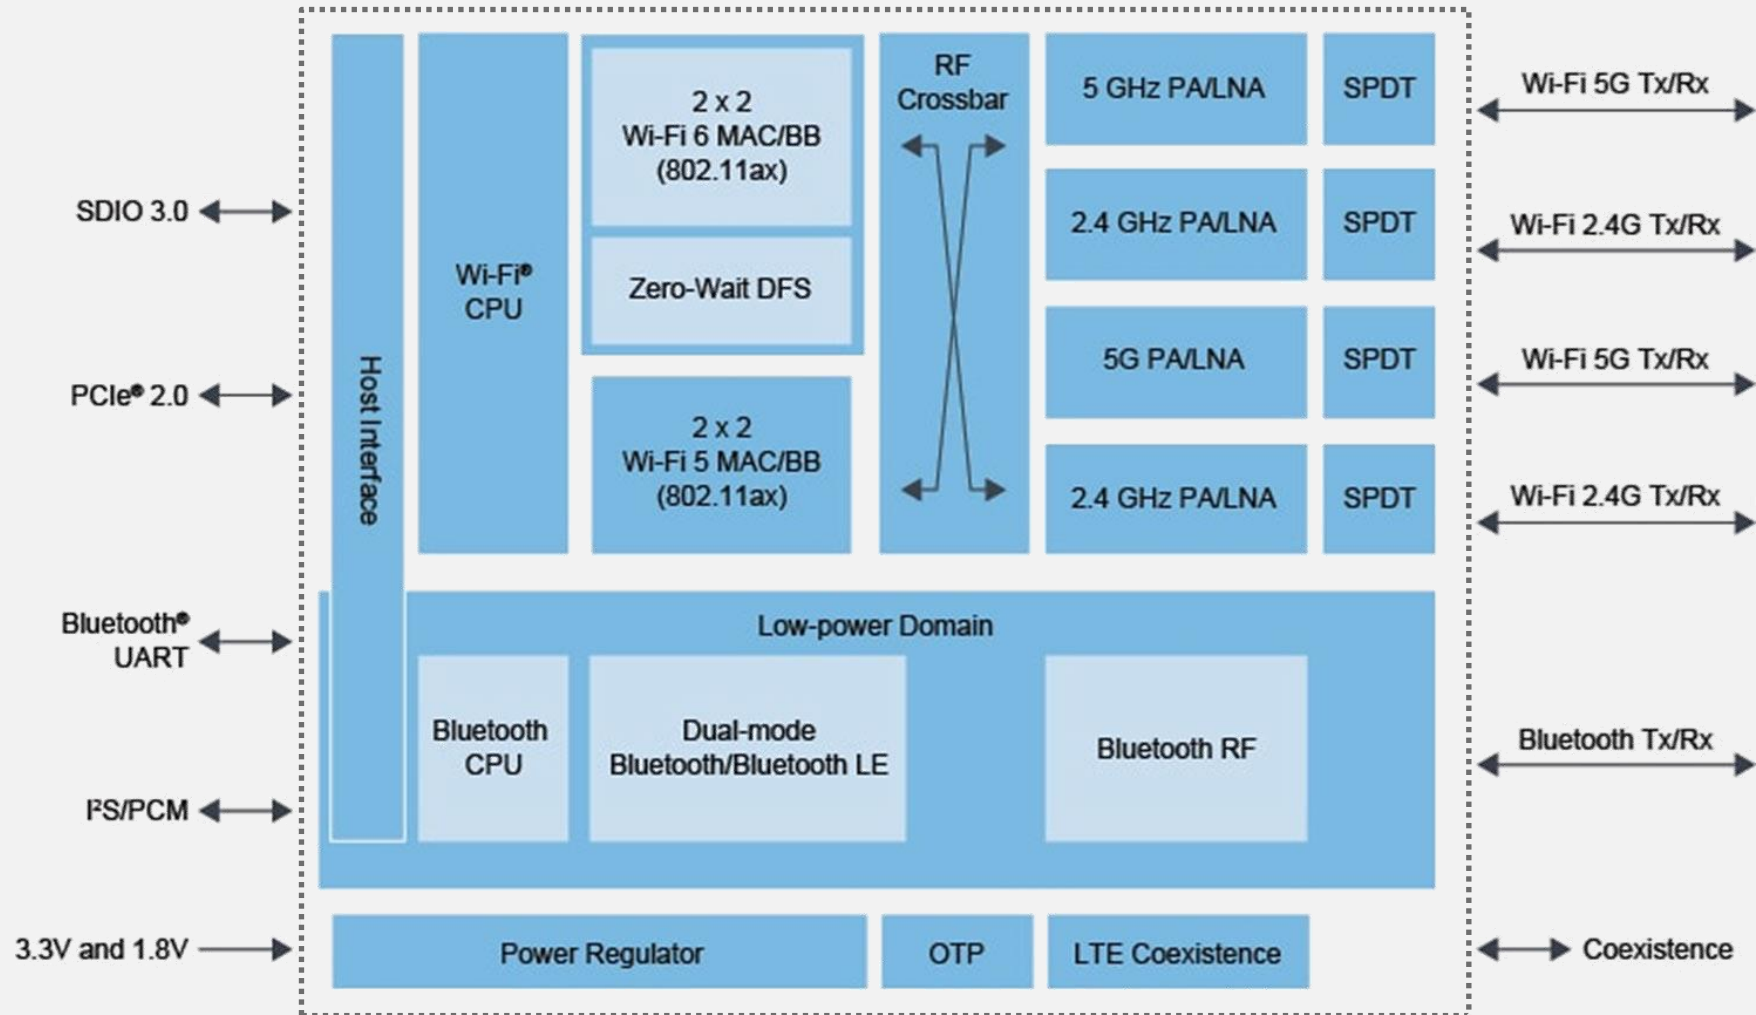 SDIO 3.0
PCIe® 2.0
Bluetooth®
UART
I²S/PCM
3.3V and 1.8V
Host Interface
Wi-Fi®
CPU
2 x 2
Wi-Fi 6 MAC/BB
(802.11ax)
Zero-Wait DFS
2 x 2
Wi-Fi 5 MAC/BB
(802.11ax)
RF
Crossbar
5 GHz PA/LNA
SPDT
Wi-Fi 5G Tx/Rx
2.4 GHz PA/LNA
SPDT
Wi-Fi 2.4G Tx/Rx
5G PA/LNA
SPDT
Wi-Fi 5G Tx/Rx
2.4 GHz PA/LNA
SPDT
Wi-Fi 2.4G Tx/Rx
Low-power Domain
Bluetooth
CPU
Dual-mode
Bluetooth/Bluetooth LE
Bluetooth RF
Bluetooth Tx/Rx
Power Regulator
OTP
LTE Coexistence
Coexistence